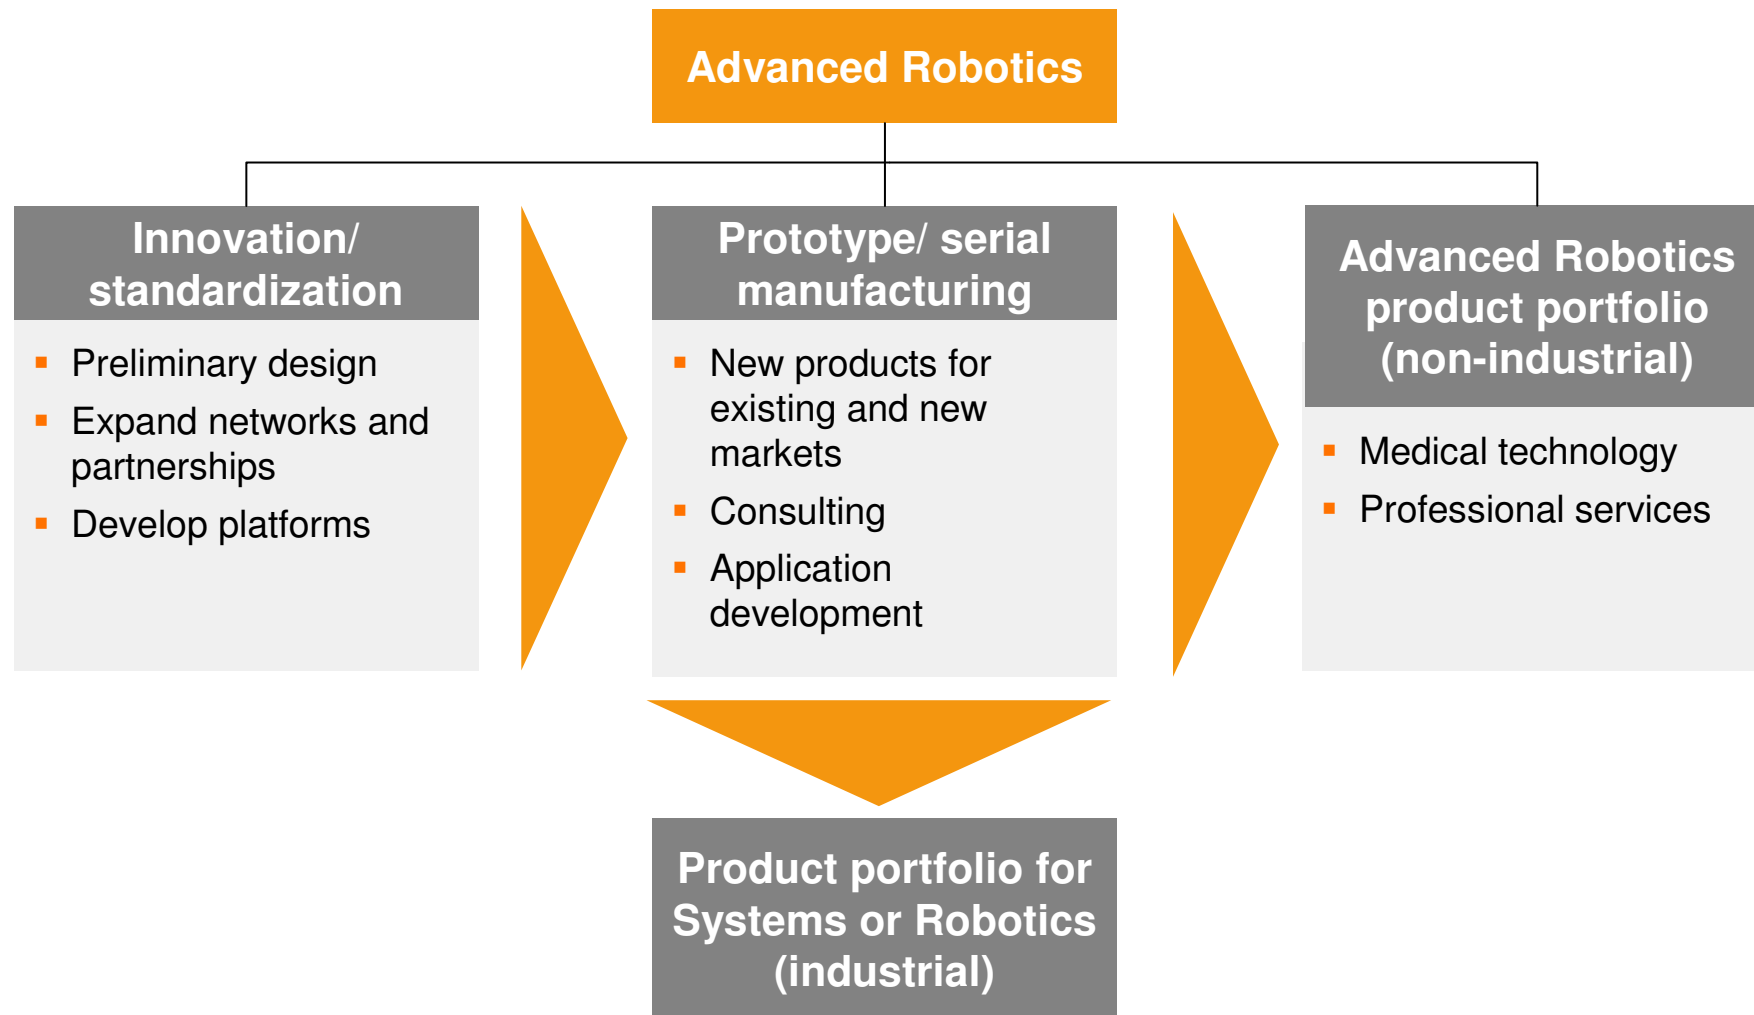 Advanced Robotics
Innovation/
standardization
▪ Preliminary design
▪ Expand networks and
partnerships
▪ Develop platforms
Prototype/ serial
manufacturing
▪ New products for
existing and new
markets
▪ Consulting
▪ Application
development
Advanced Robotics
product portfolio
(non-industrial)
▪ Medical technology
▪ Professional services
Product portfolio for
Systems or Robotics
(industrial)